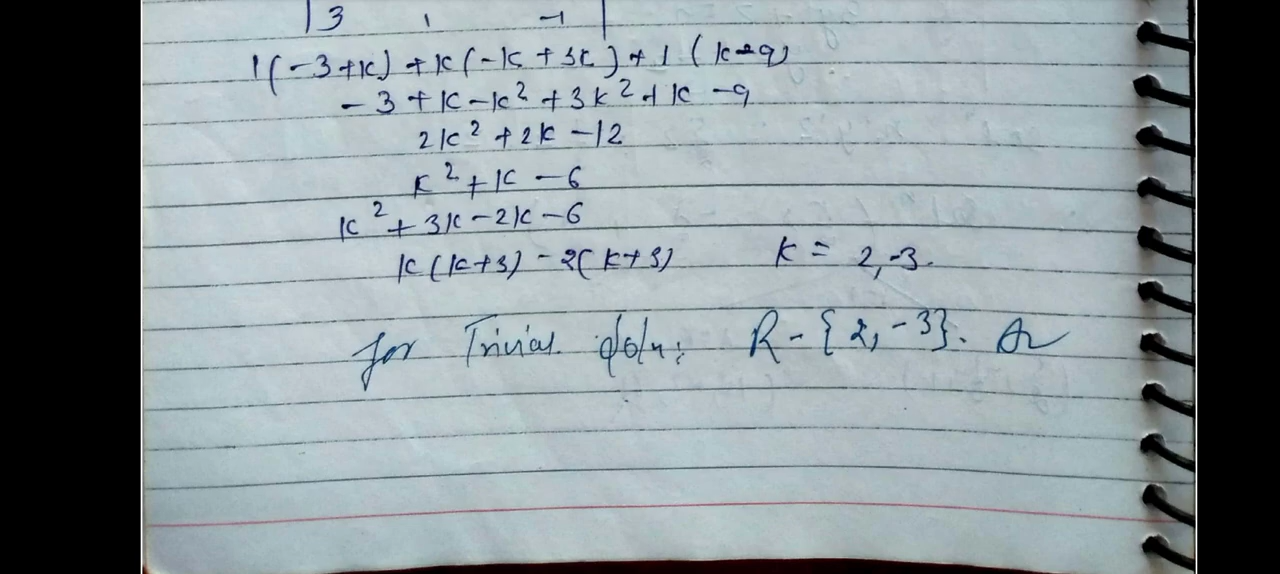 |3 1 -1|
1(-3+k) + k(-k + 3k) + 1 (k-9)
-3 + k - k² + 3k² + k - 9
2k² + 2k - 12
k² + k - 6
k² + 3k - 2k - 6
k(k+3) - 2(k+3) k = 2, -3.
for Trivial soln: R - {2, -3}.